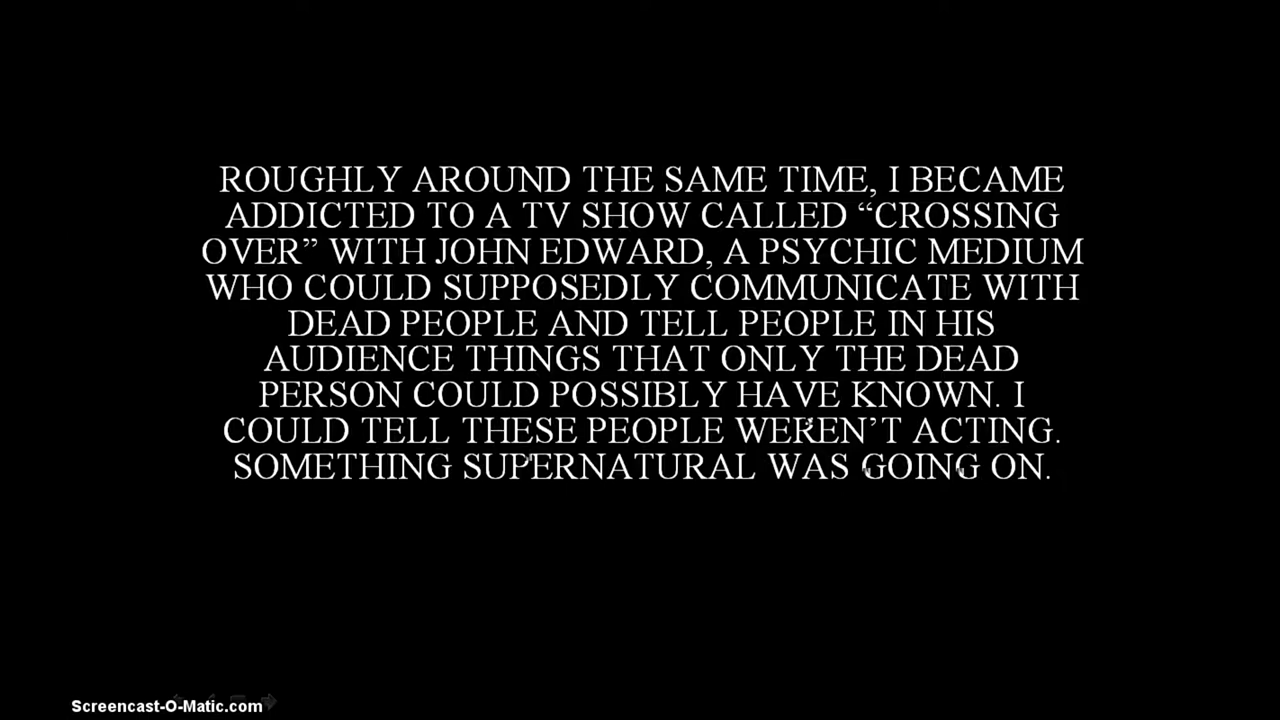 ROUGHLY AROUND THE SAME TIME, I BECAME
ADDICTED TO A TV SHOW CALLED “CROSSING
OVER” WITH JOHN EDWARD, A PSYCHIC MEDIUM
WHO COULD SUPPOSEDLY COMMUNICATE WITH
DEAD PEOPLE AND TELL PEOPLE IN HIS
AUDIENCE THINGS THAT ONLY THE DEAD
PERSON COULD POSSIBLY HAVE KNOWN. I
COULD TELL THESE PEOPLE WEREN’T ACTING.
SOMETHING SUPERNATURAL WAS GOING ON.
Screencast-O-Matic.com